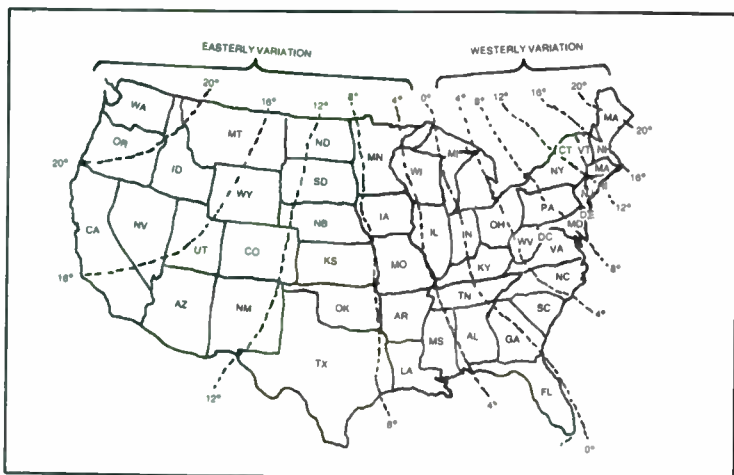 EASTERLY VARIATION
WESTERLY VARIATION
20° 16° 12° 8° 4° 0° 4° 8° 12° 16° 20°
WA
MA
MT
ND
20°
OR
MN
CT VT NH
ID
WI
MI
NY
MA
20°
SD
16°
WY
IA
PA
12°
NB
OH
CA
NV
IL
IN
MD
UT
CO
DC
WV
VA
KS
MO
8°
16°
KY
NC
TN
AZ
NM
OK
AR
SC
4°
MS
AL
GA
TX
LA
FL
12°
4°
8°
0°